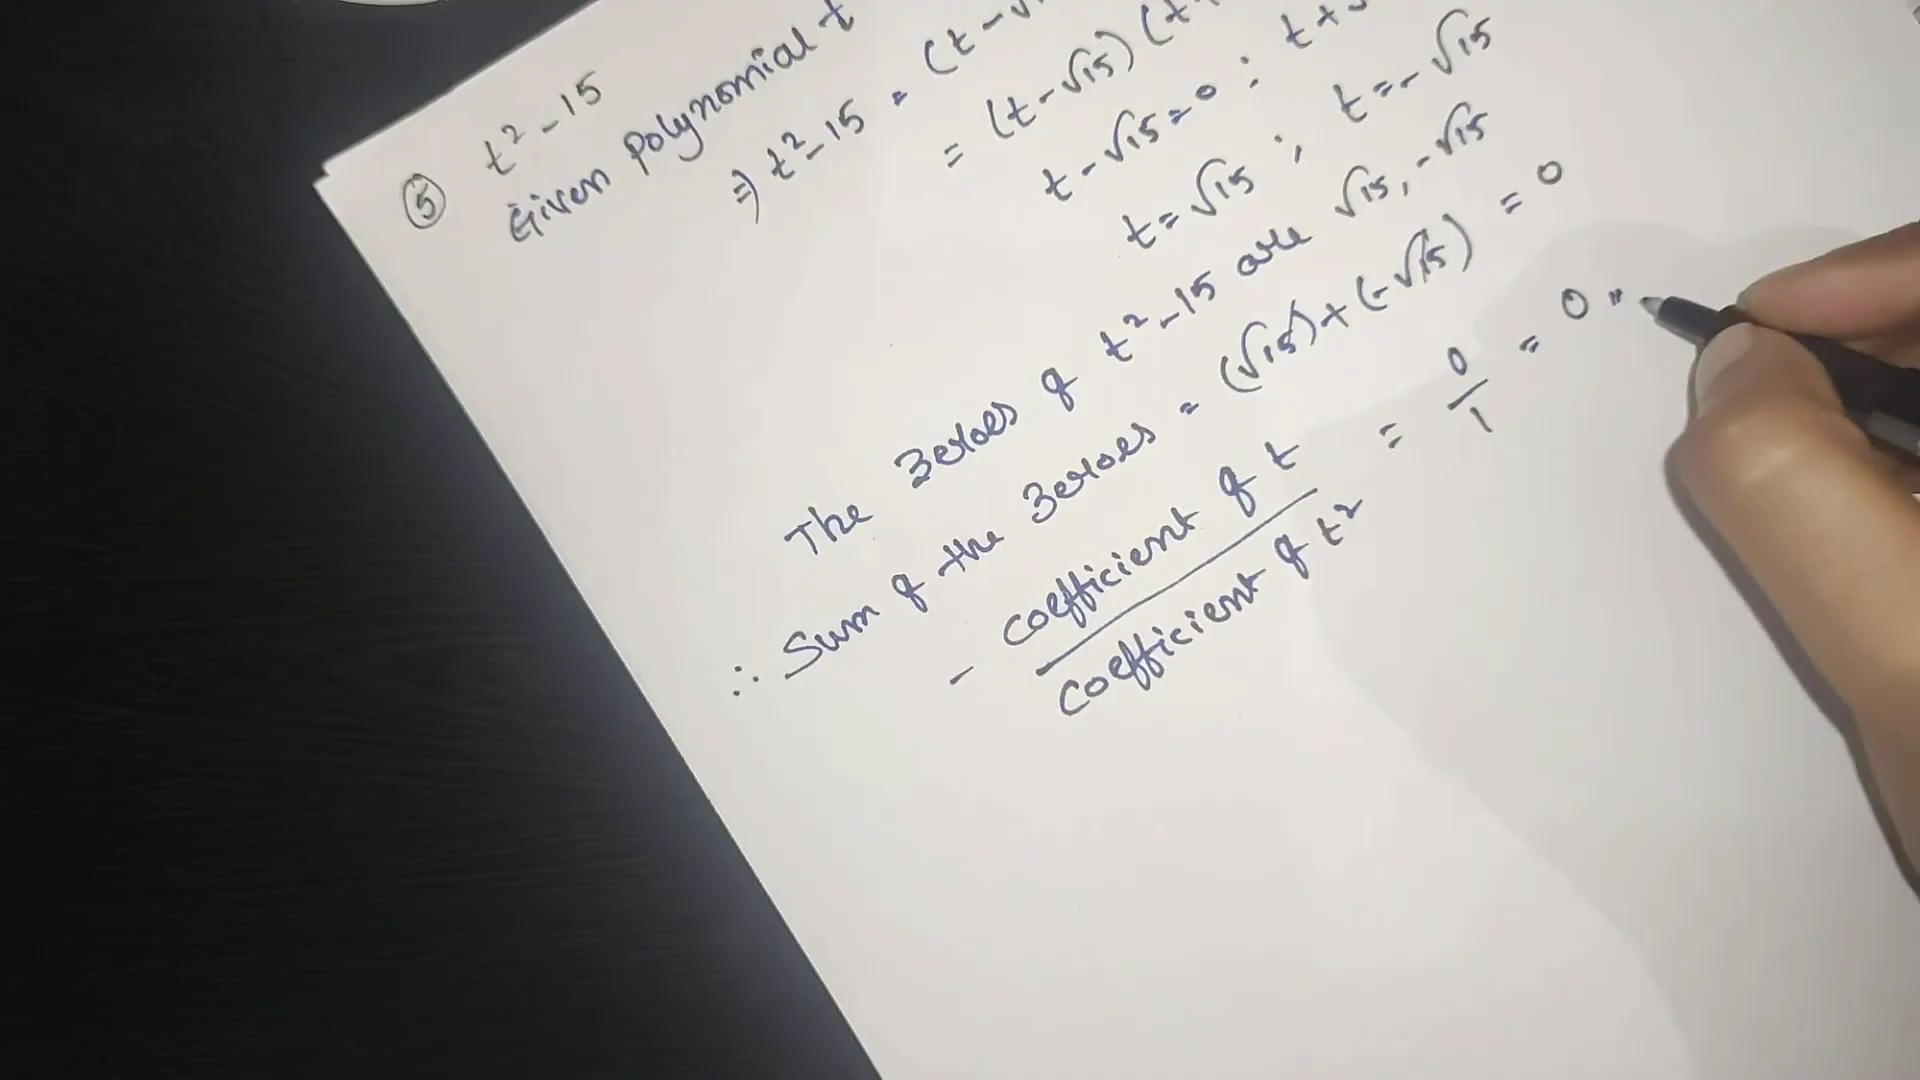 ⑤ t² - 15
Given polynomial t
⇒ t² - 15 = (t - √
= (t - √15) (t
t - √15 = 0 ; t +
t = √15 ; t = - √15
The zeroes of t² - 15 are √15, -√15
∴ Sum of the zeroes = (√15) + (-√15) = 0
- coefficient of t / coefficient of t² = 0/1 = 0 "